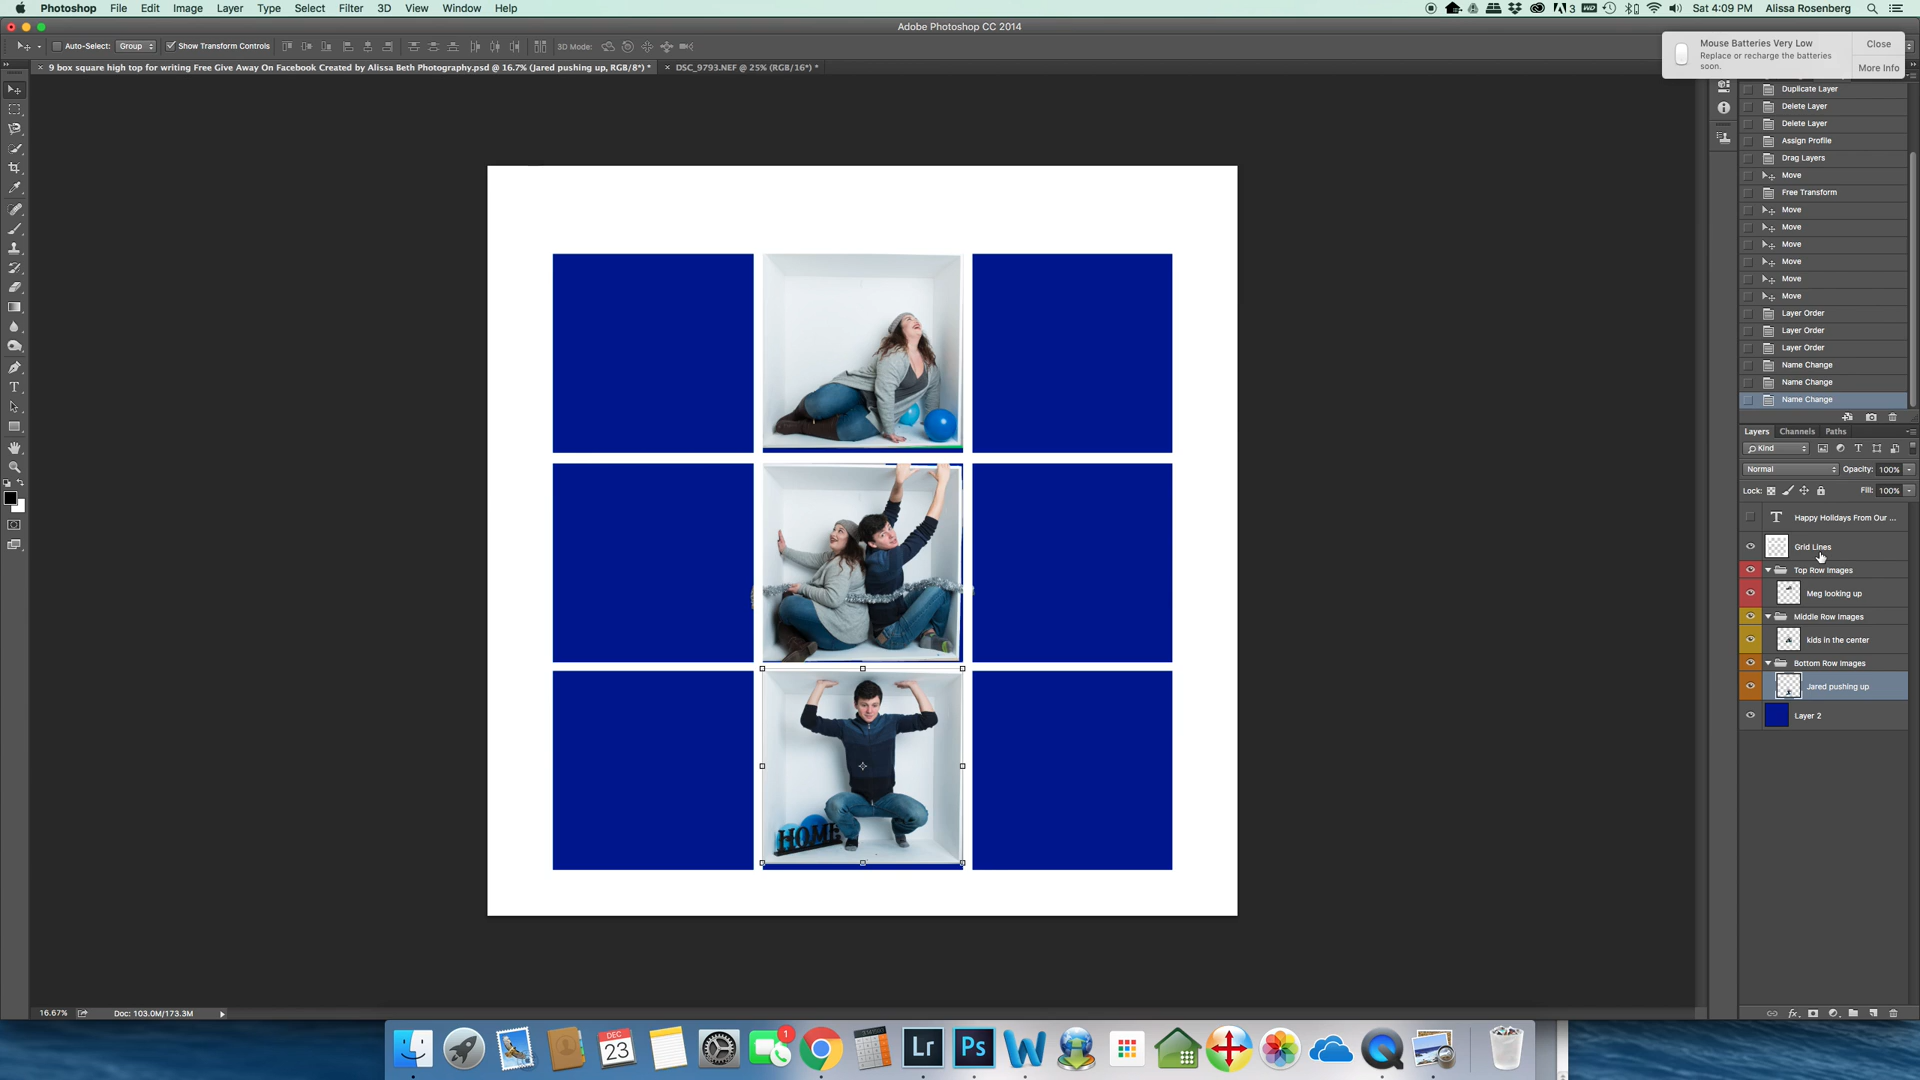 Photoshop File Edit Image Layer Type Select Filter 3D View Window Help 3 Sat 4:09 PM Alissa Rosenberg
Adobe Photoshop CC 2014
Auto-Select: Group Show Transform Controls 3D Mode:
Mouse Batteries Very Low
Replace or recharge the batteries
soon.
Close
More Info
9 box square high top for writing Free Give Away On Facebook Created by Alissa Beth Photography.psd @ 16.7% (Jared pushing up, RGB/8*) * DSC_9793.NEF @ 25% (RGB/16*) *
Duplicate Layer
Delete Layer
Delete Layer
Assign Profile
Drag Layers
Move
Free Transform
Move
Move
Move
Move
Move
Move
Layer Order
Layer Order
Layer Order
Name Change
Name Change
Name Change
Layers Channels Paths
Kind
Normal Opacity: 100%
Lock: Fill: 100%
T Happy Holidays From Our ...
Grid Lines
Top Row Images
Meg looking up
Middle Row Images
kids in the center
Bottom Row Images
Jared pushing up
Layer 2
HOME
16.67% Doc: 103.0M/173.3M
DEC
23
1
Lr
Ps
W